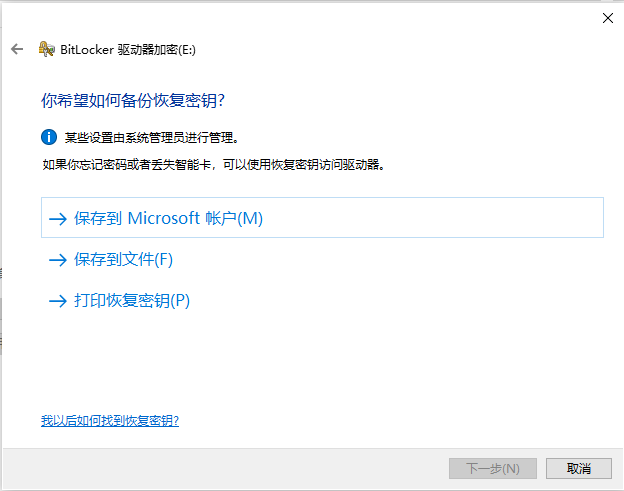 BitLocker 驱动器加密(E:)
你希望如何备份恢复密钥?
某些设置由系统管理员进行管理。
如果你忘记密码或者丢失智能卡，可以使用恢复密钥访问驱动器。
保存到 Microsoft 帐户(M)
保存到文件(F)
打印恢复密钥(P)
我以后如何找到恢复密钥?
下一步(N)
取消